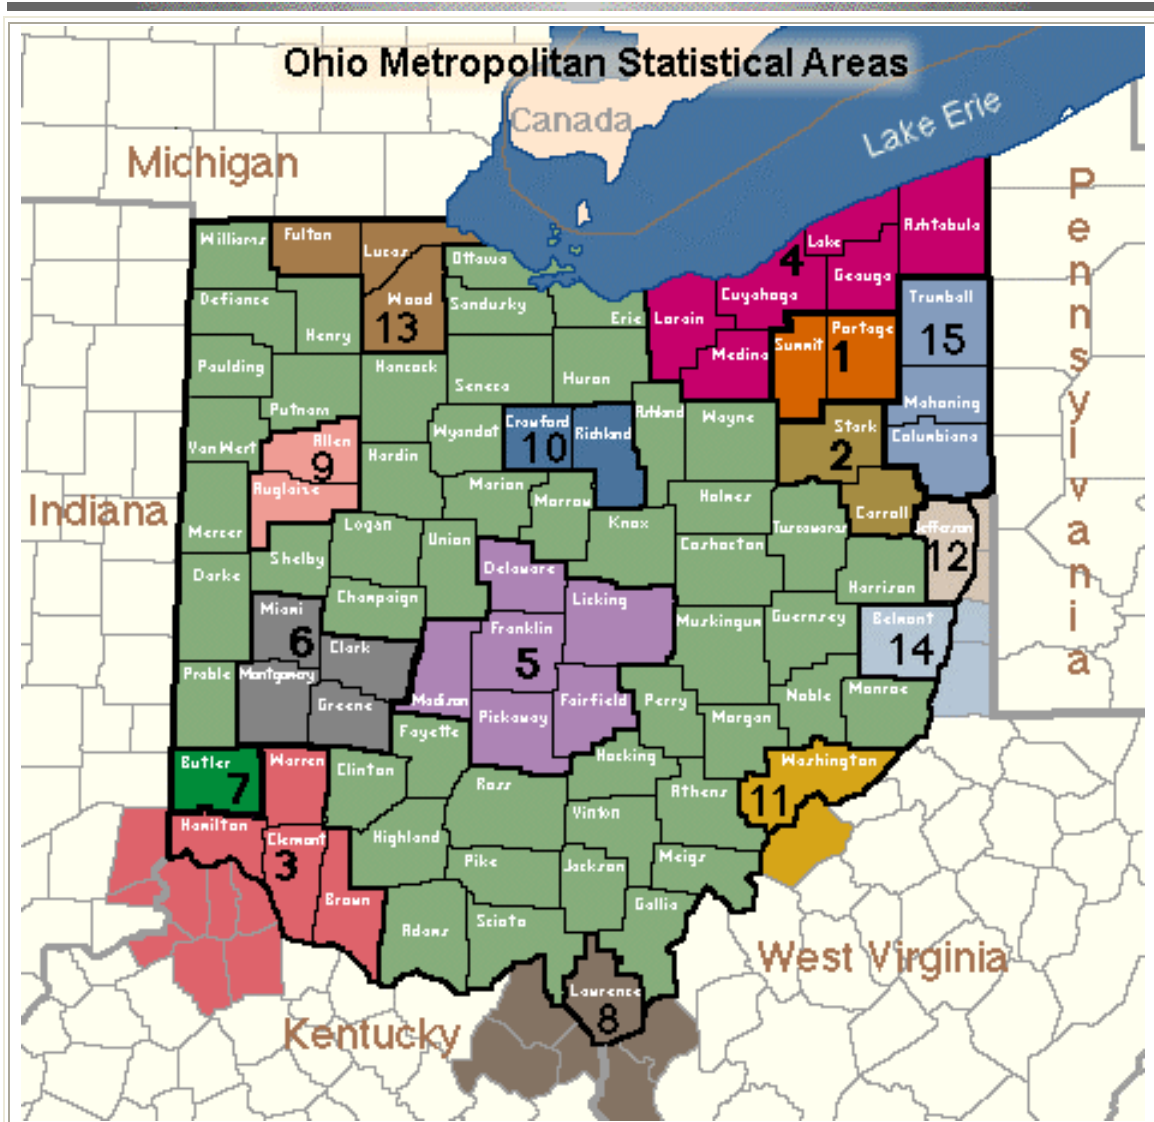 Ohio Metropolitan Statistical Areas
Canada
Lake Erie
Michigan
Pennsylvania
Indiana
Kentucky
West Virginia
Williams
Fulton
Lucas
Ottawa
Lake
Ashtabula
4
Geauga
Cuyahoga
Trumball
Defiance
Wood
Sandusky
Erie
Lorain
13
Henry
Summit
Portage
1
15
Medina
Paulding
Hancock
Seneca
Huron
Putnam
Ashland
Wayne
Mahoning
Van Wert
Allen
9
Hardin
Wyandot
Crawford
10
Richland
Stark
2
Columbiana
Auglaize
Marion
Morrow
Holmes
Tuscawaras
Carroll
Mercer
Logan
Union
Knox
Coshocton
Jefferson
12
Shelby
Darke
Delaware
Harrison
Champaign
Licking
Miami
6
Clark
Franklin
5
Muskingum
Guernsey
Belmont
14
Preble
Montgomery
Greene
Madison
Pickaway
Fairfield
Perry
Noble
Monroe
Morgan
Fayette
Butler
7
Warren
Clinton
Hocking
Washington
11
Ross
Athens
Vinton
Hamilton
Clermont
3
Highland
Pike
Jackson
Meigs
Brown
Adams
Scioto
Gallia
Lawrence
8